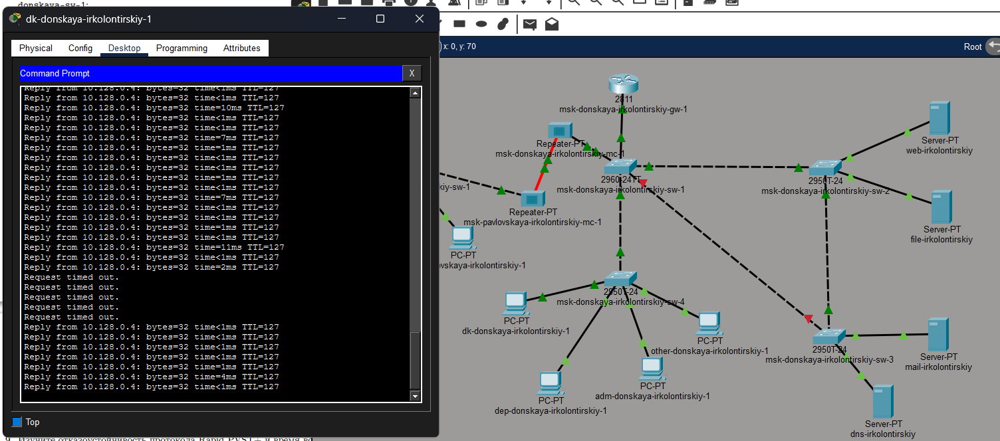 donskaya-sw-1:
dk-donskaya-irkolontirskiy-1
Physical Config Desktop Programming Attributes
Command Prompt
X
Reply from 10.128.0.4: bytes=32 time<1ms TTL=127
Reply from 10.128.0.4: bytes=32 time<1ms TTL=127
Reply from 10.128.0.4: bytes=32 time=10ms TTL=127
Reply from 10.128.0.4: bytes=32 time<1ms TTL=127
Reply from 10.128.0.4: bytes=32 time<1ms TTL=127
Reply from 10.128.0.4: bytes=32 time=7ms TTL=127
Reply from 10.128.0.4: bytes=32 time=1ms TTL=127
Reply from 10.128.0.4: bytes=32 time<1ms TTL=127
Reply from 10.128.0.4: bytes=32 time<1ms TTL=127
Reply from 10.128.0.4: bytes=32 time=1ms TTL=127
Reply from 10.128.0.4: bytes=32 time<1ms TTL=127
Reply from 10.128.0.4: bytes=32 time=7ms TTL=127
Reply from 10.128.0.4: bytes=32 time<1ms TTL=127
Reply from 10.128.0.4: bytes=32 time<1ms TTL=127
Reply from 10.128.0.4: bytes=32 time=1ms TTL=127
Reply from 10.128.0.4: bytes=32 time<1ms TTL=127
Reply from 10.128.0.4: bytes=32 time=11ms TTL=127
Reply from 10.128.0.4: bytes=32 time<1ms TTL=127
Reply from 10.128.0.4: bytes=32 time=2ms TTL=127
Request timed out.
Request timed out.
Request timed out.
Request timed out.
Request timed out.
Reply from 10.128.0.4: bytes=32 time<1ms TTL=127
Reply from 10.128.0.4: bytes=32 time<1ms TTL=127
Reply from 10.128.0.4: bytes=32 time<1ms TTL=127
Reply from 10.128.0.4: bytes=32 time<1ms TTL=127
Reply from 10.128.0.4: bytes=32 time=1ms TTL=127
Reply from 10.128.0.4: bytes=32 time=4ms TTL=127
Reply from 10.128.0.4: bytes=32 time<1ms TTL=127
Top
9. Изучите отказоустойчивость протокола Rapid PVST+ и время во
x: 0, y: 70
Root
2811
msk-donskaya-irkolontirskiy-gw-1
Repeater-PT
msk-donskaya-irkolontirskiy-mc-1
Server-PT
web-irkolontirskiy
2960-24TT
msk-donskaya-irkolontirskiy-sw-1
2950T-24
msk-donskaya-irkolontirskiy-sw-2
kiy-sw-1
Repeater-PT
msk-pavlovskaya-irkolontirskiy-mc-1
Server-PT
file-irkolontirskiy
PC-PT
vskaya-irkolontirskiy-1
2950T-24
msk-donskaya-irkolontirskiy-sw-4
PC-PT
dk-donskaya-irkolontirskiy-1
PC-PT
other-donskaya-irkolontirskiy-1
2950T-24
msk-donskaya-irkolontirskiy-sw-3
Server-PT
mail-irkolontirskiy
PC-PT
adm-donskaya-irkolontirskiy-1
PC-PT
dep-donskaya-irkolontirskiy-1
Server-PT
dns-irkolontirskiy